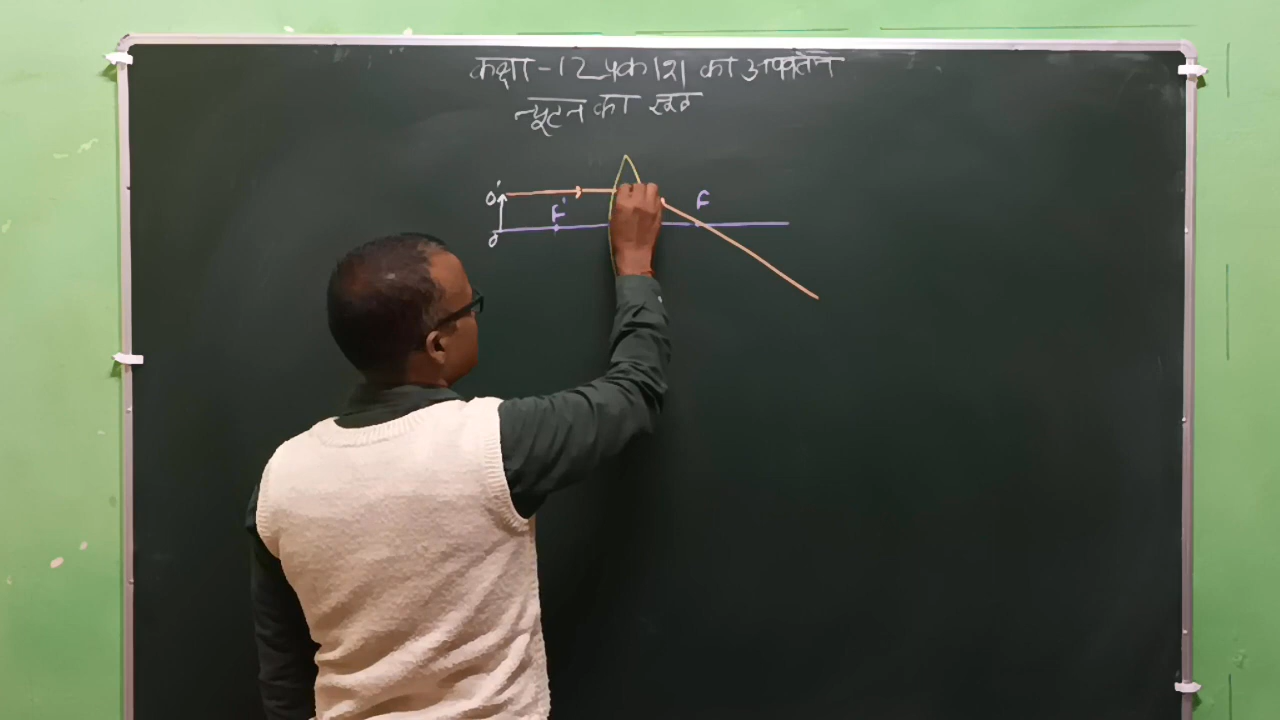 कक्षा - 12 प्रकाश का अपवर्तन
न्यूटन का सूत्र
O'
F'
F
O